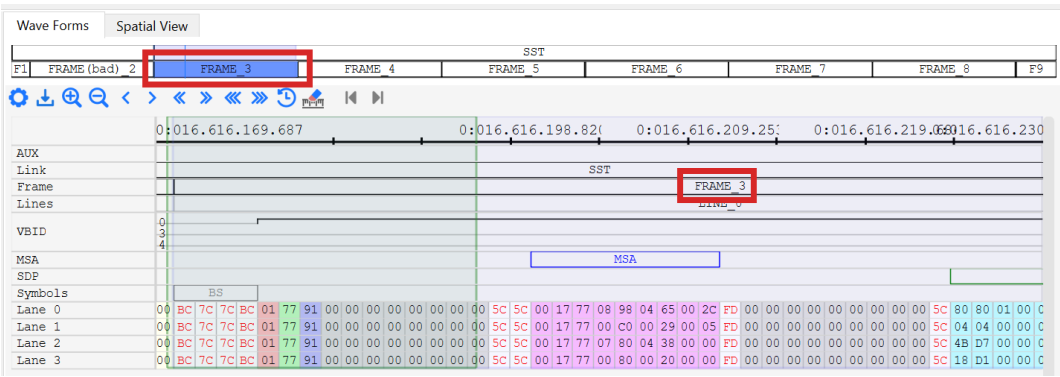 Wave Forms Spatial View
SST
F1 FRAME(bad)_2 FRAME_3 FRAME_4 FRAME_5 FRAME_6 FRAME_7 FRAME_8 F9
0:016.616.169.687 0:016.616.198.820 0:016.616.209.25 0:016.616.219.68 016.616.230
AUX
Link SST
Frame FRAME_3
Lines LINE_0
VBID 0 3 4
MSA MSA
SDP
Symbols BS
Lane 0 00 BC 7C 7C BC 01 77 91 00 00 00 00 00 00 00 00 5C 5C 00 17 77 08 98 04 65 00 2C FD 00 00 00 00 00 00 00 00 00 5C 80 80 01 00
Lane 1 00 BC 7C 7C BC 01 77 91 00 00 00 00 00 00 00 00 5C 5C 00 17 77 00 C0 00 29 00 05 FD 00 00 00 00 00 00 00 00 00 5C 04 04 00 00
Lane 2 00 BC 7C 7C BC 01 77 91 00 00 00 00 00 00 00 00 5C 5C 00 17 77 07 80 04 38 00 00 FD 00 00 00 00 00 00 00 00 00 5C 4B D7 00 00
Lane 3 00 BC 7C 7C BC 01 77 91 00 00 00 00 00 00 00 00 5C 5C 00 17 77 00 80 00 20 00 00 FD 00 00 00 00 00 00 00 00 00 5C 18 D1 00 00